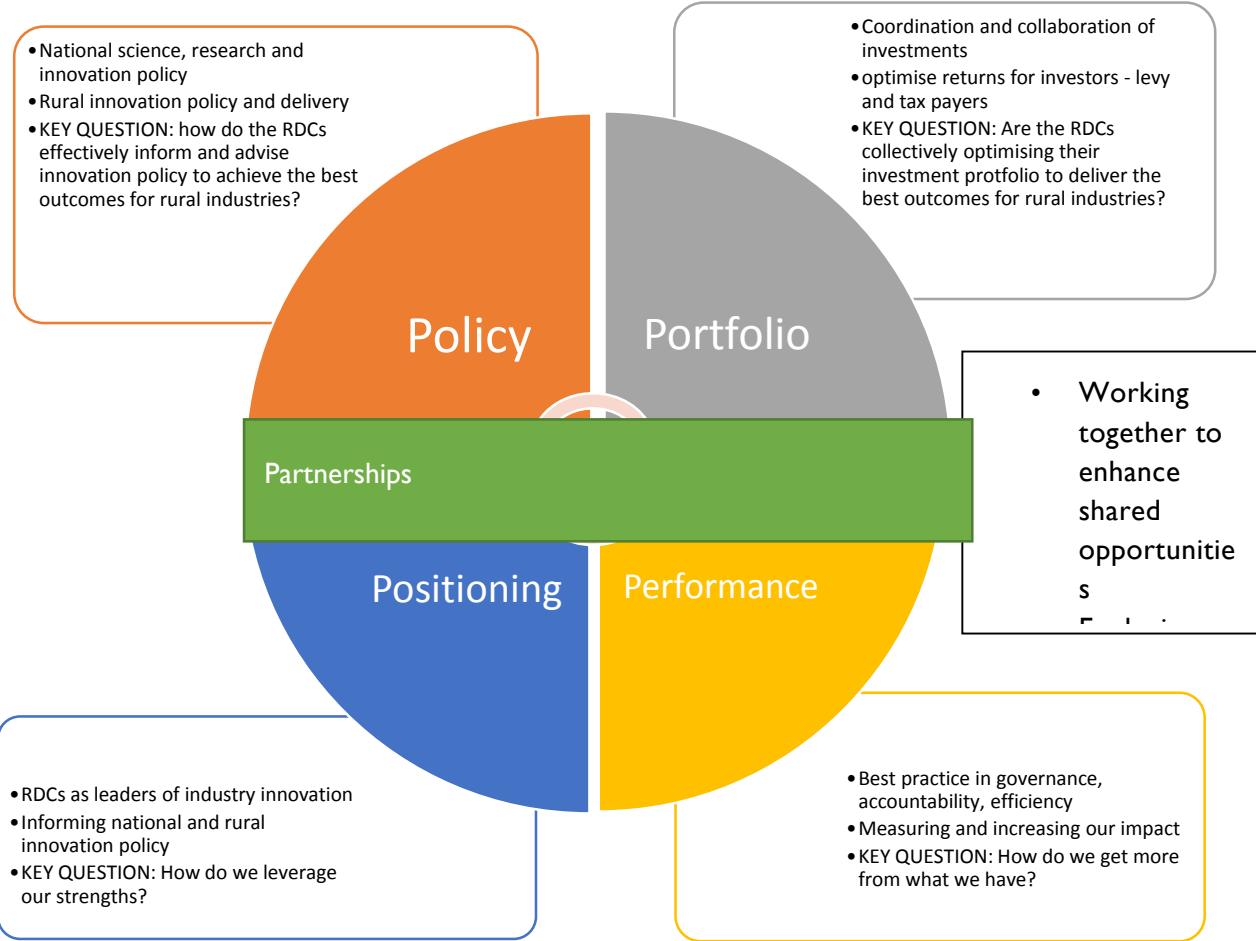 •National science, research and
innovation policy
•Rural innovation policy and delivery
•KEY QUESTION: how do the RDCs
effectively inform and advise
innovation policy to achieve the best
outcomes for rural industries?
•Coordination and collaboration of
investments
•optimise returns for investors - levy
and tax payers
•KEY QUESTION: Are the RDCs
collectively optimising their
investment protfolio to deliver the
best outcomes for rural industries?
Policy
Portfolio
Partnerships
• Working
together to
enhance
shared
opportunitie
s
Positioning
Performance
•RDCs as leaders of industry innovation
•Informing national and rural
innovation policy
•KEY QUESTION: How do we leverage
our strengths?
•Best practice in governance,
accountability, efficiency
•Measuring and increasing our impact
•KEY QUESTION: How do we get more
from what we have?